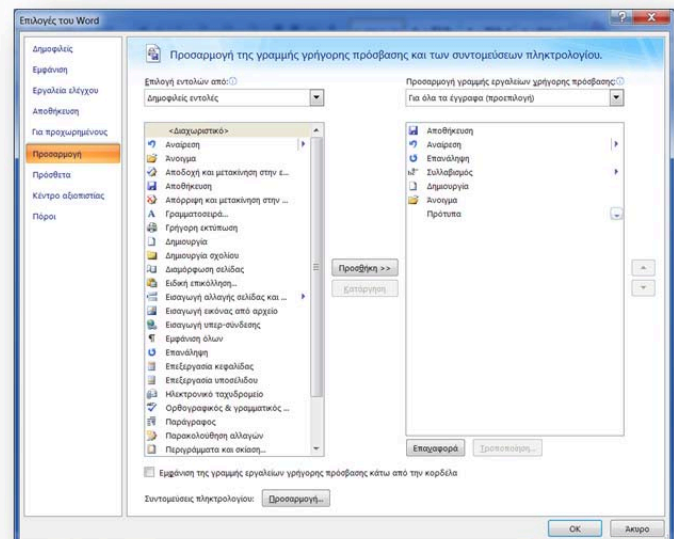 Επιλογές του Word
Δημοφιλείς
Εμφάνιση
Εργαλεία ελέγχου
Αποθήκευση
Για προχωρημένους
Προσαρμογή
Πρόσθετα
Κέντρο αξιοπιστίας
Πόροι
Προσαρμογή της γραμμής γρήγορης πρόσβασης και των συντομεύσεων πληκτρολογίου.
Επιλογή εντολών από:
Δημοφιλείς εντολές
<Διαχωριστικό>
Αναίρεση
Άνοιγμα
Αποδοχή και μετακίνηση στην ε...
Αποθήκευση
Απόρριψη και μετακίνηση στην ...
Γραμματοσειρά...
Γρήγορη εκτύπωση
Δημιουργία
Δημιουργία σχολίου
Διαμόρφωση σελίδας
Ειδική επικόλληση...
Εισαγωγή αλλαγής σελίδας και ...
Εισαγωγή εικόνας από αρχείο
Εισαγωγή υπερ-σύνδεσης
Εμφάνιση όλων
Επανάληψη
Επεξεργασία κεφαλίδας
Επεξεργασία υποσέλιδου
Ηλεκτρονικό ταχυδρομείο
Ορθογραφικός & γραμματικός ...
Παράγραφος
Παρακολούθηση αλλαγών
Περιγράμματα και σκίαση...
Προσθήκη >>
Κατάργηση
Προσαρμογή γραμμής εργαλείων γρήγορης πρόσβασης:
Για όλα τα έγγραφα (προεπιλογή)
Αποθήκευση
Αναίρεση
Επανάληψη
Συλλαβισμός
Δημιουργία
Άνοιγμα
Πρότυπα
Επαναφορά
Τροποποίηση...
Εμφάνιση της γραμμής εργαλείων γρήγορης πρόσβασης κάτω από την κορδέλα
Συντομεύσεις πληκτρολογίου:
Προσαρμογή...
OK
Άκυρο